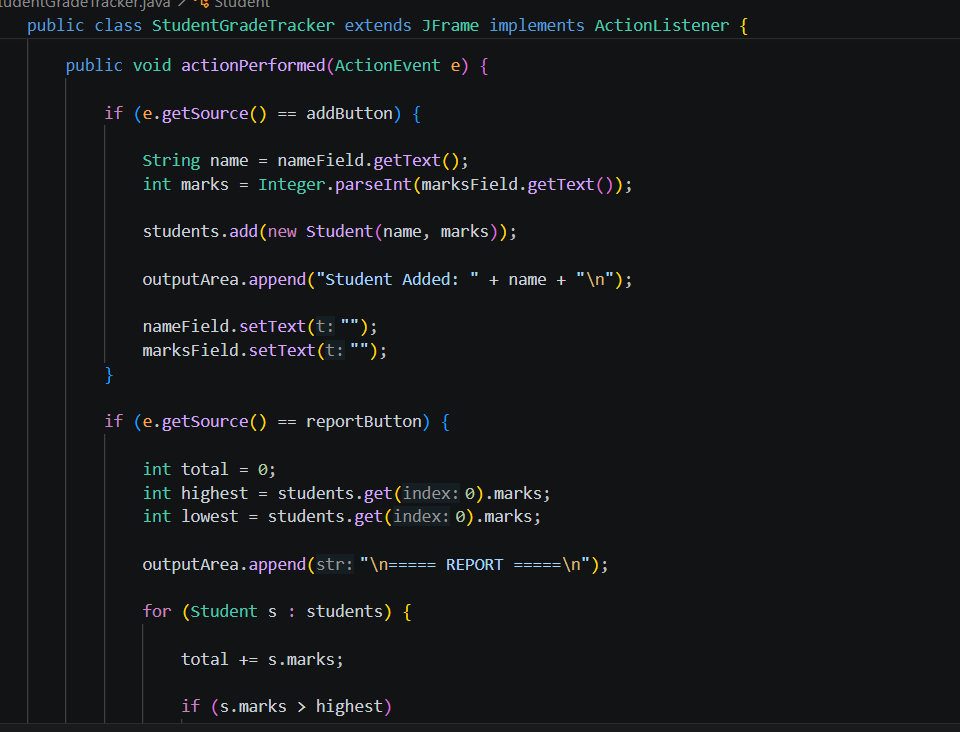 tudentGradeTracker.java > Student
public class StudentGradeTracker extends JFrame implements ActionListener {
public void actionPerformed(ActionEvent e) {
if (e.getSource() == addButton) {
String name = nameField.getText();
int marks = Integer.parseInt(marksField.getText());
students.add(new Student(name, marks));
outputArea.append("Student Added: " + name + "\n");
nameField.setText(t: "");
marksField.setText(t: "");
}
if (e.getSource() == reportButton) {
int total = 0;
int highest = students.get(index: 0).marks;
int lowest = students.get(index: 0).marks;
outputArea.append(str: "\n===== REPORT =====\n");
for (Student s : students) {
total += s.marks;
if (s.marks > highest)